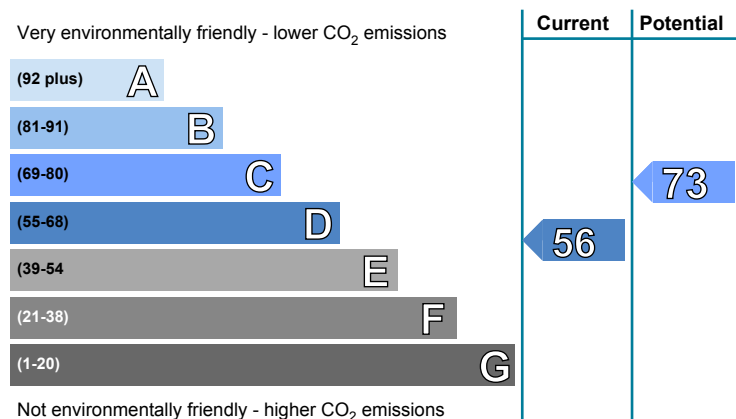 Very environmentally friendly - lower CO₂ emissions
Current
Potential
(92 plus) A
(81-91) B
(69-80) C
73
(55-68) D
56
(39-54 E
(21-38) F
(1-20) G
Not environmentally friendly - higher CO₂ emissions